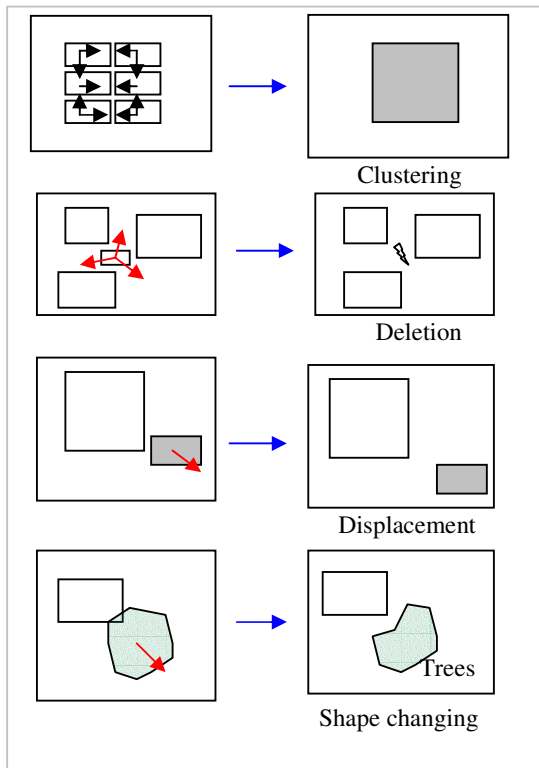 Clustering
Deletion
Displacement
Trees
Shape changing